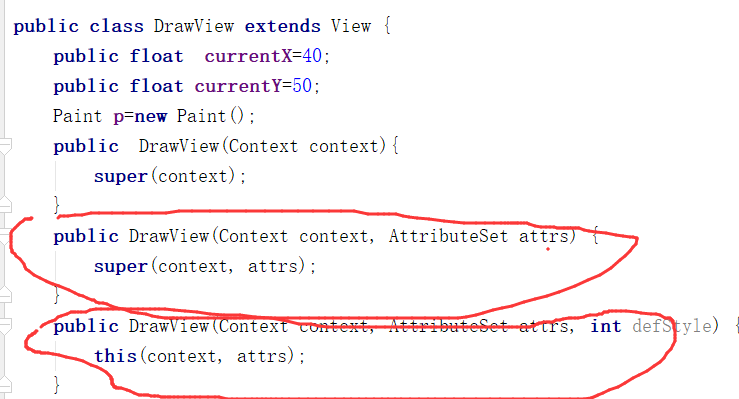 public class DrawView extends View {
public float currentX=40;
public float currentY=50;
Paint p=new Paint();
public DrawView(Context context){
super(context);
}
public DrawView(Context context, AttributeSet attrs) {
super(context, attrs);
}
public DrawView(Context context, AttributeSet attrs, int defStyle) {
this(context, attrs);
}